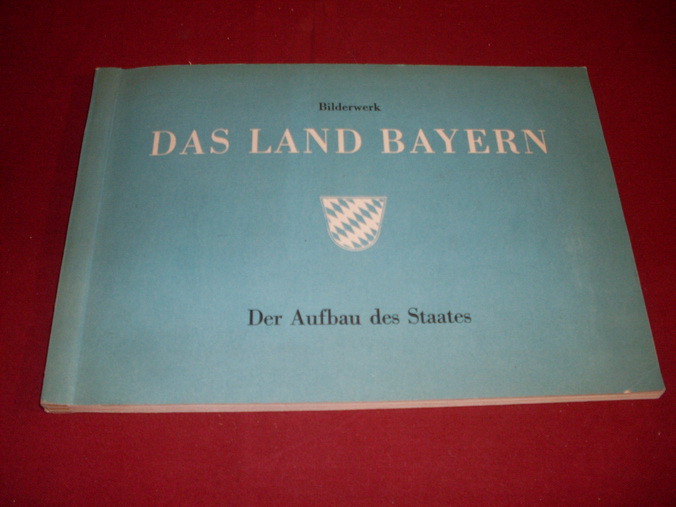 Bilderwerk
DAS LAND BAYERN
Der Aufbau des Staates